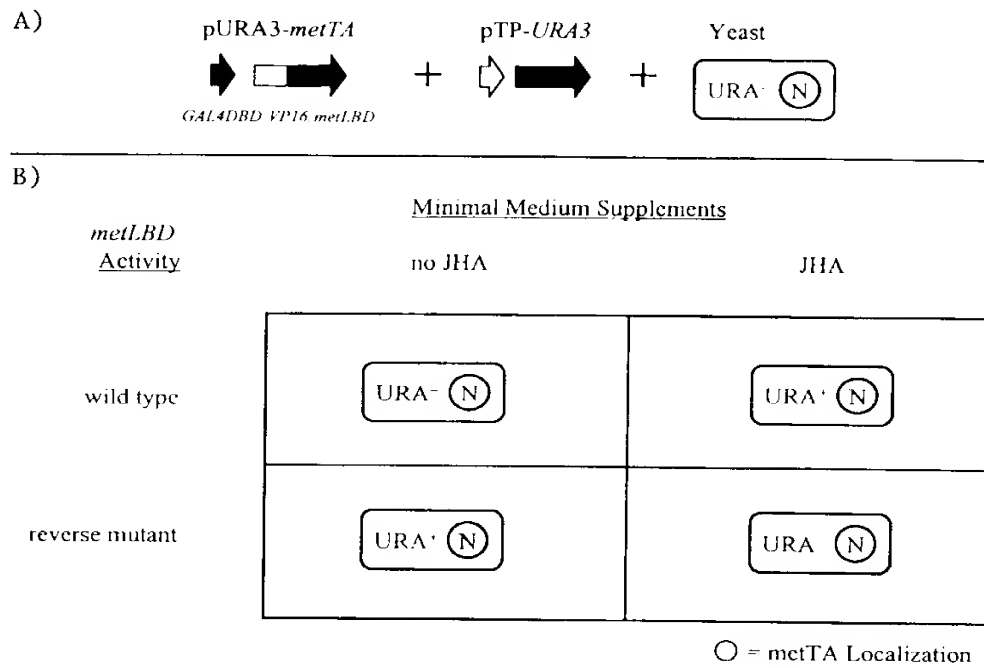 A)
pURA3-metTA + pTP-URA3 + Yeast
URA- N
GAL4DBD VP16 metLBD
B)
Minimal Medium Supplements
metLBD
Activity
no JHA JHA
wild type URA− N URA+ N
reverse mutant URA+ N URA N
= metTA Localization